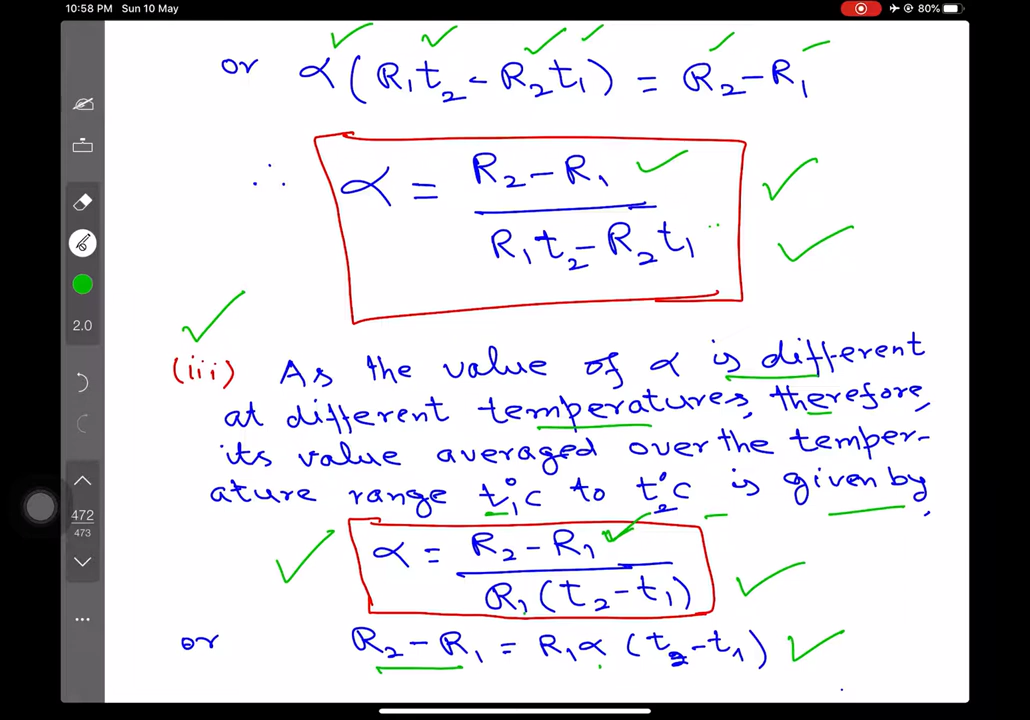 10:58 PM Sun 10 May
80%
or α(R₁t₂ - R₂t₁) = R₂-R₁
∴ α = R₂-R₁
R₁t₂-R₂t₁
2.0
(iii) As the value of α is different
at different temperatures, therefore,
its value averaged over the temper-
ature range t₁°c to t₂°c is given by,
α = R₂-R₁
R₁(t₂-t₁)
or R₂-R₁ = R₁α (t₂-t₁)
472
473